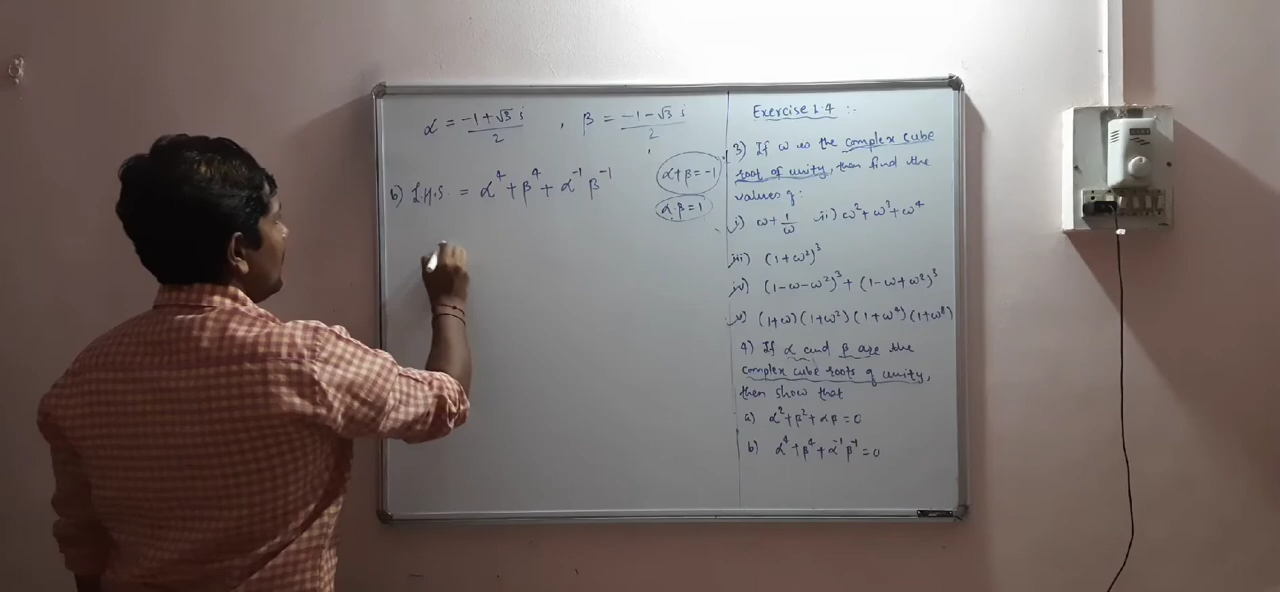 α = (-1+√3 i)/2 , β = (-1-√3 i)/2
b) L.H.S. = α⁴ + β⁴ + α⁻¹ β⁻¹
α+β = -1
α.β = 1
Exercise 1.4 :-
3) If ω is the complex cube
root of unity, then find the
values of:
i) ω + 1/ω ii) ω² + ω³ + ω⁴
iii) (1+ω²)³
iv) (1-ω-ω²)³ + (1-ω+ω²)³
v) (1+ω)(1+ω²)(1+ω⁴)(1+ω⁸)
4) If α and β are the
complex cube roots of unity,
then show that
a) α² + β² + αβ = 0
b) α⁴ + β⁴ + α⁻¹ β⁻¹ = 0